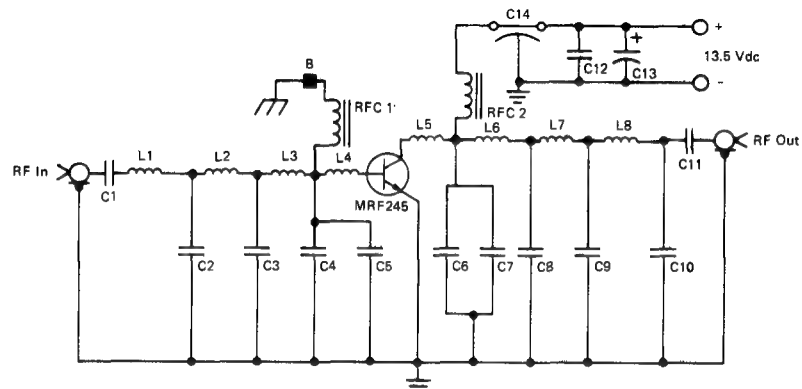 C14
+
B
C12
+
C13
13.5 Vdc
-
RFC 1
RFC 2
L5
L6
L7
L8
RF Out
C11
RF In
C1
L1
L2
L3
L4
MRF245
C2
C3
C4
C5
C6
C7
C8
C9
C10